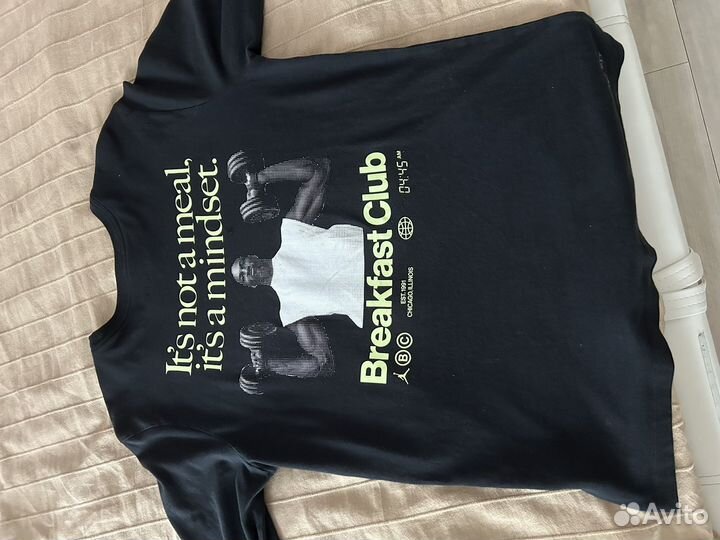 It's not a meal,
it's a mindset.
Breakfast Club
B C
EST. 1991
CHICAGO, ILLINOIS
04:45 AM
Avito